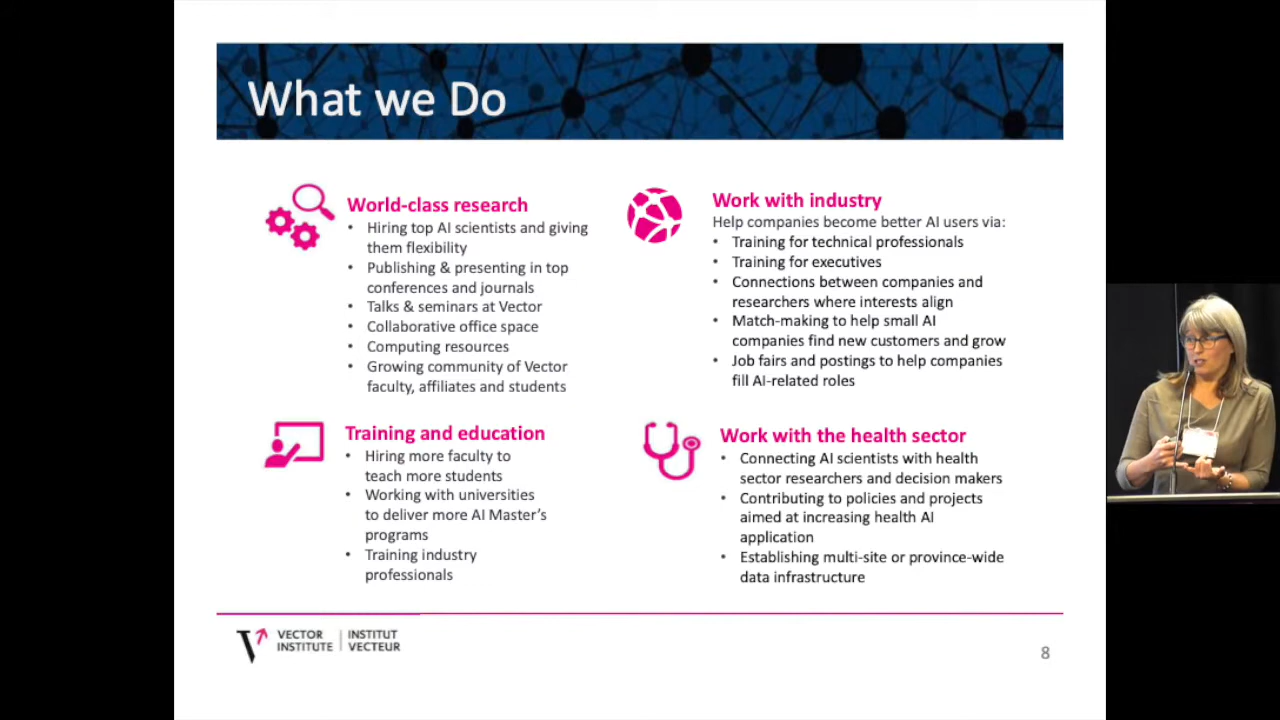 What we Do
World-class research
• Hiring top AI scientists and giving
them flexibility
• Publishing & presenting in top
conferences and journals
• Talks & seminars at Vector
• Collaborative office space
• Computing resources
• Growing community of Vector
faculty, affiliates and students
Work with industry
Help companies become better AI users via:
• Training for technical professionals
• Training for executives
• Connections between companies and
researchers where interests align
• Match-making to help small AI
companies find new customers and grow
• Job fairs and postings to help companies
fill AI-related roles
Training and education
• Hiring more faculty to
teach more students
• Working with universities
to deliver more AI Master's
programs
• Training industry
professionals
Work with the health sector
• Connecting AI scientists with health
sector researchers and decision makers
• Contributing to policies and projects
aimed at increasing health AI
application
• Establishing multi-site or province-wide
data infrastructure
VECTOR
INSTITUTE
INSTITUT
VECTEUR
8